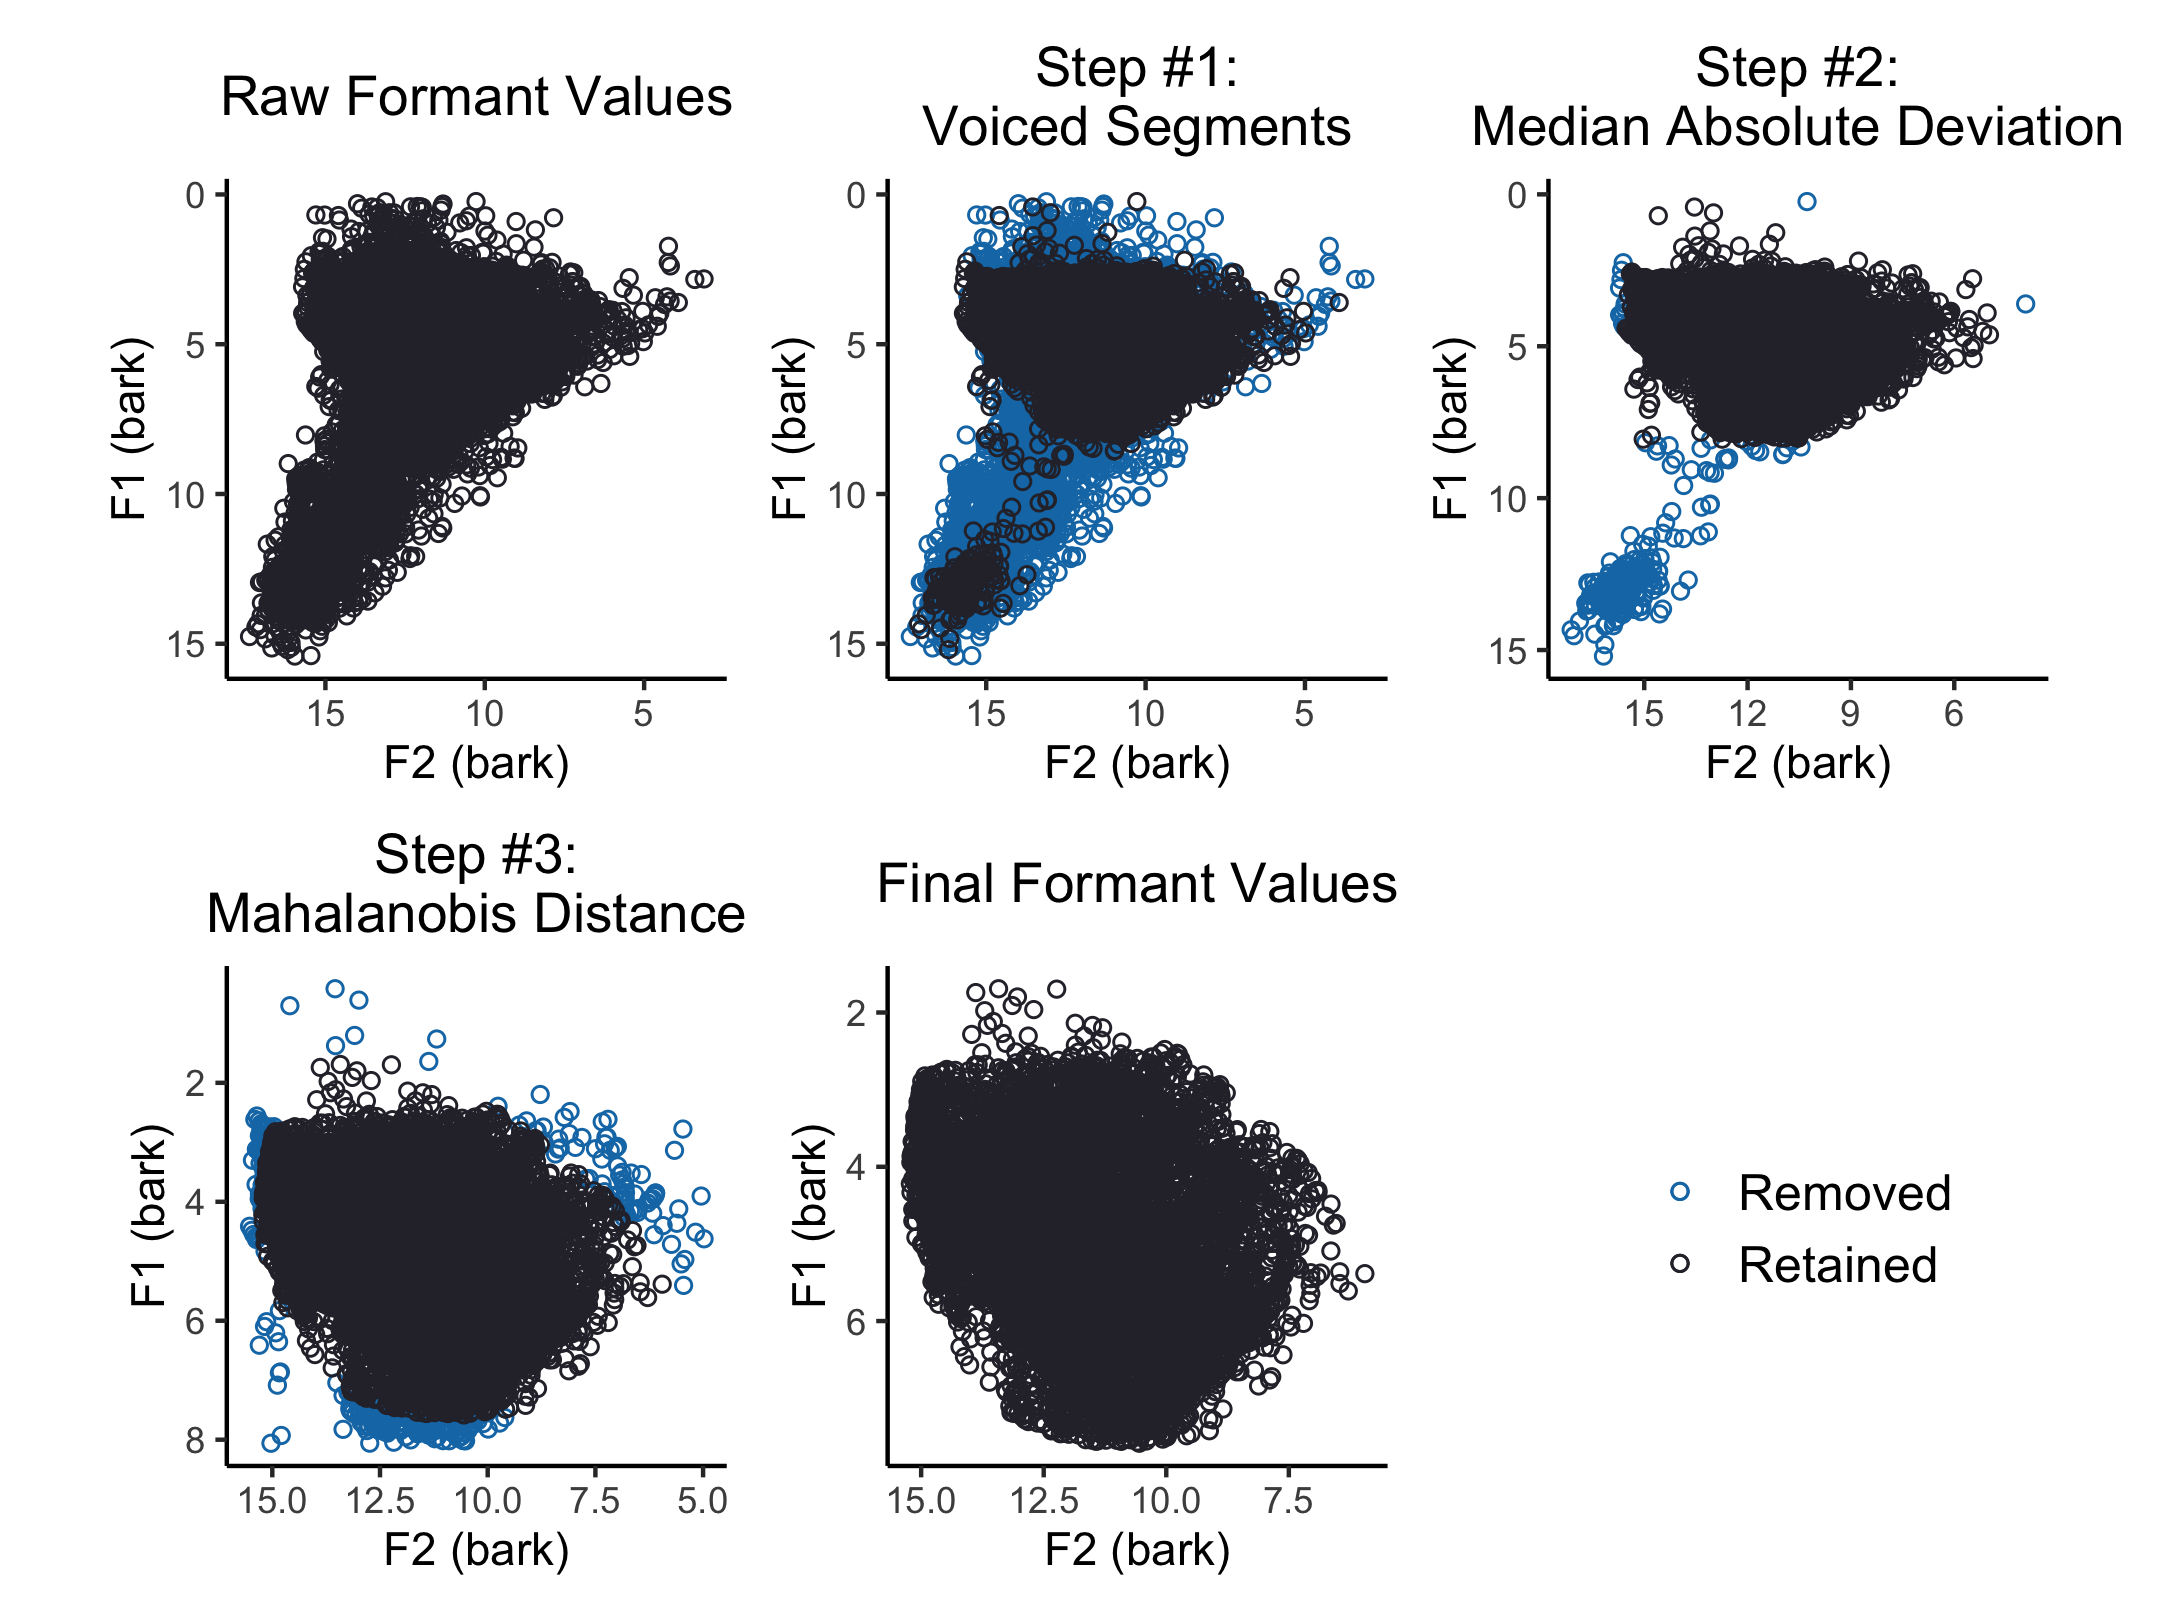 Raw Formant Values
0
5
10
15
15 10 5
F1 (bark)
F2 (bark)
Step #1:
Voiced Segments
0
5
10
15
15 10 5
F1 (bark)
F2 (bark)
Step #2:
Median Absolute Deviation
0
5
10
15
15 12 9 6
F1 (bark)
F2 (bark)
Step #3:
Mahalanobis Distance
2
4
6
8
15.0 12.5 10.0 7.5 5.0
F1 (bark)
F2 (bark)
Final Formant Values
2
4
6
15.0 12.5 10.0 7.5
F1 (bark)
F2 (bark)
Removed
Retained